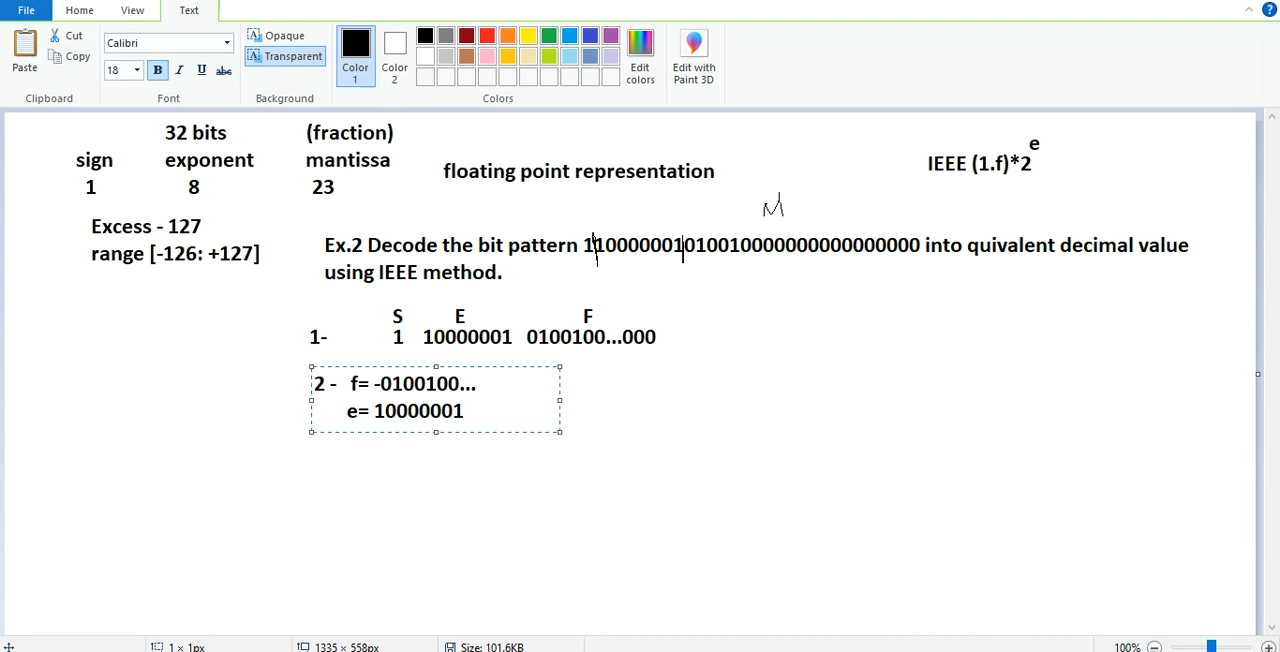 File Home View Text
Paste
Cut
Copy
Clipboard
Calibri
18 B I U abc
Font
Opaque
Transparent
Background
Color 1
Color 2
Edit colors
Colors
Edit with Paint 3D
32 bits (fraction)
sign exponent mantissa
1 8 23
floating point representation
IEEE (1.f)*2 e
Excess - 127
range [-126: +127]
M
Ex.2 Decode the bit pattern 110000001010010000000000000000 into quivalent decimal value
using IEEE method.
S E F
1- 1 10000001 0100100...000
2 - f= -0100100...
e= 10000001
1 × 1px 1335 × 558px Size: 101.6KB 100%